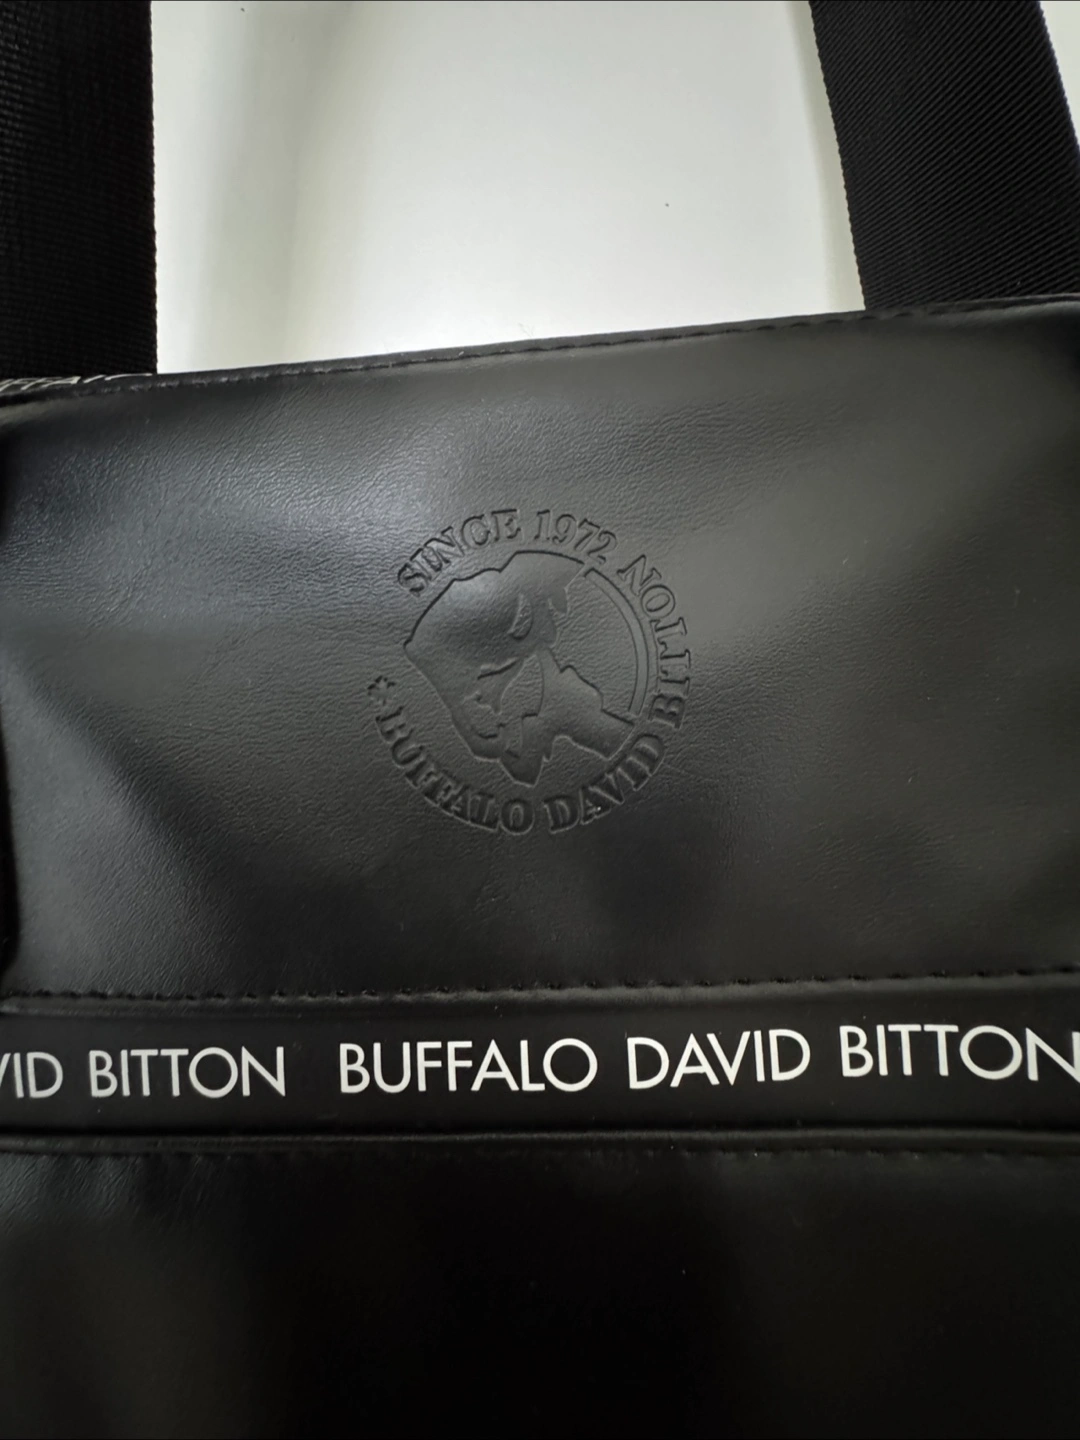 SINCE 1972
BUFFALO DAVID BITTON
VID BITTON BUFFALO DAVID BITTON